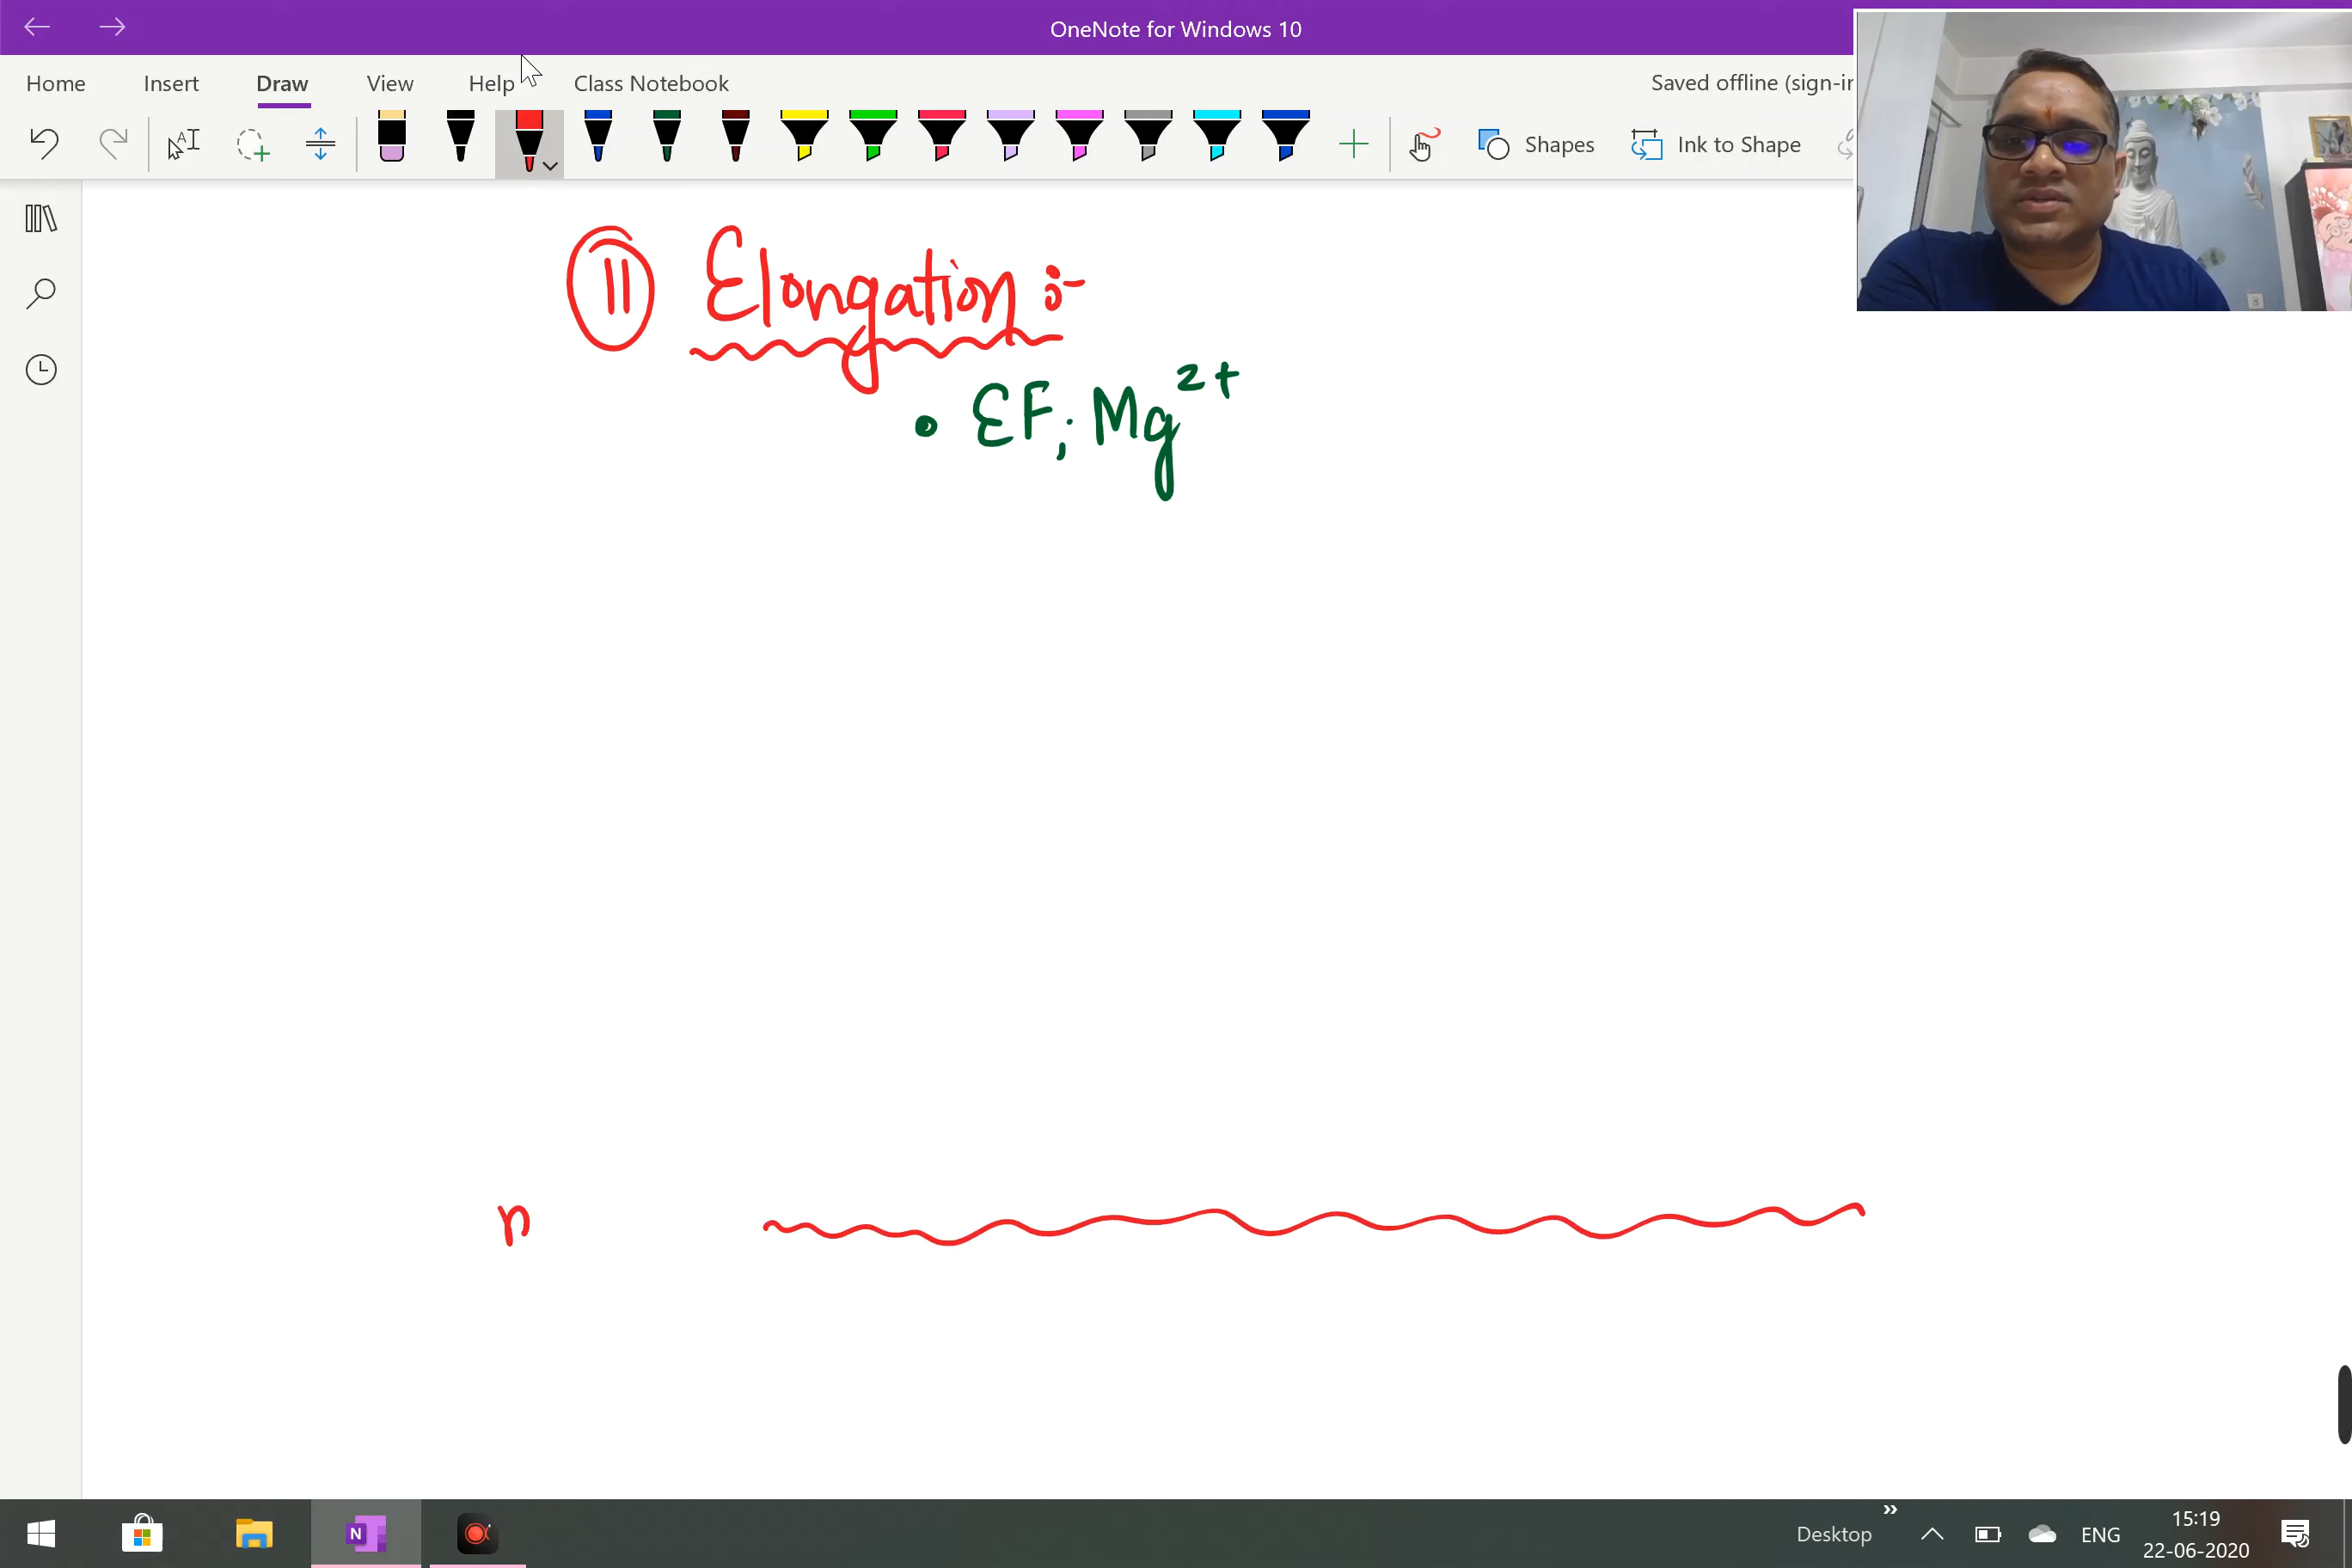 OneNote for Windows 10
Home Insert Draw View Help Class Notebook Saved offline (sign-in
Shapes Ink to Shape
II Elongation :-
• EF; Mg²⁺
n
Desktop ENG 15:19
22-06-2020